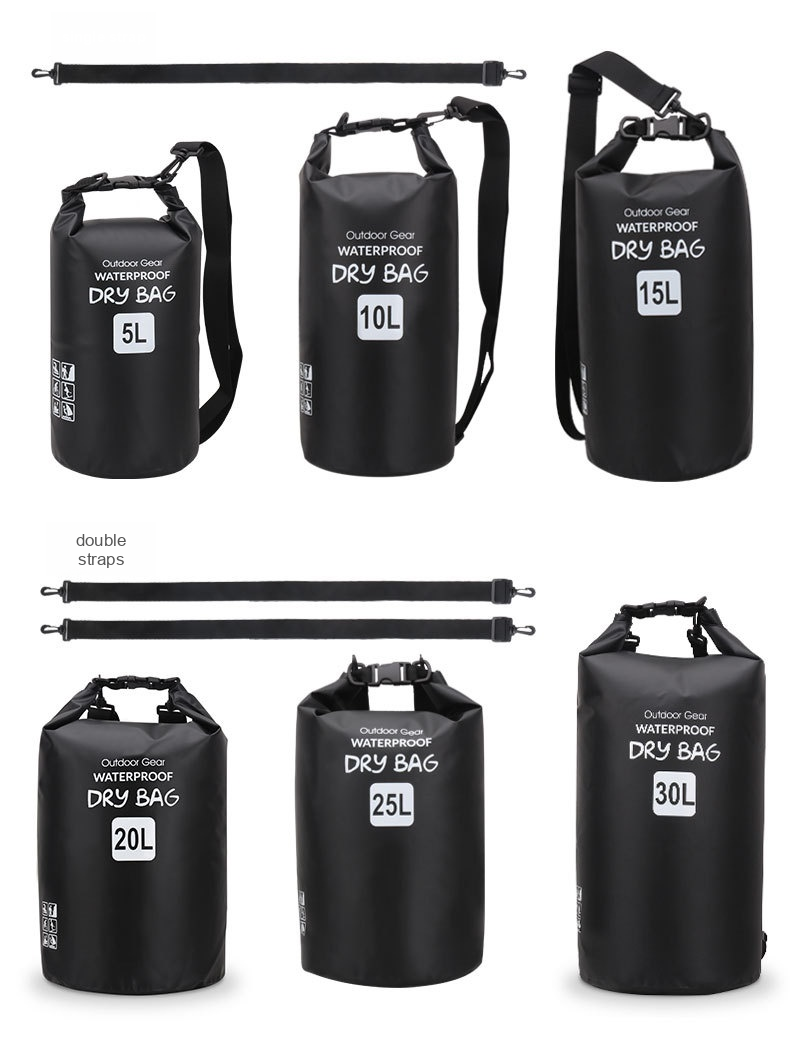 Outdoor Gear
WATERPROOF
DRY BAG
5L
Outdoor Gear
WATERPROOF
DRY BAG
10L
Outdoor Gear
WATERPROOF
DRY BAG
15L
double
straps
Outdoor Gear
WATERPROOF
DRY BAG
20L
Outdoor Gear
WATERPROOF
DRY BAG
25L
Outdoor Gear
WATERPROOF
DRY BAG
30L